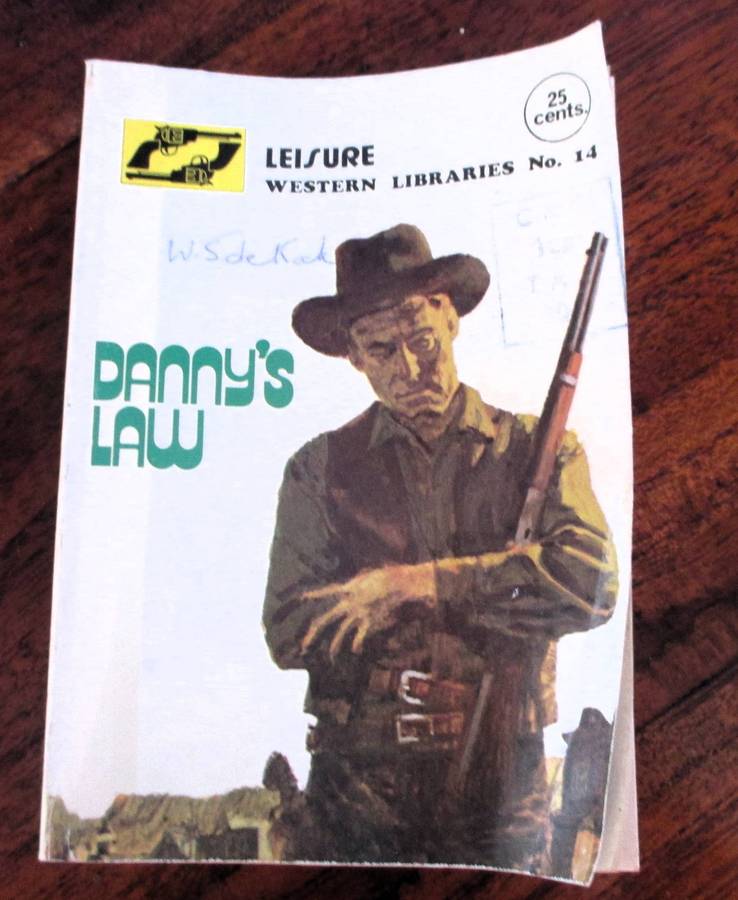 25
cents.
LEISURE
WESTERN LIBRARIES No. 14
DANNY'S
LAW